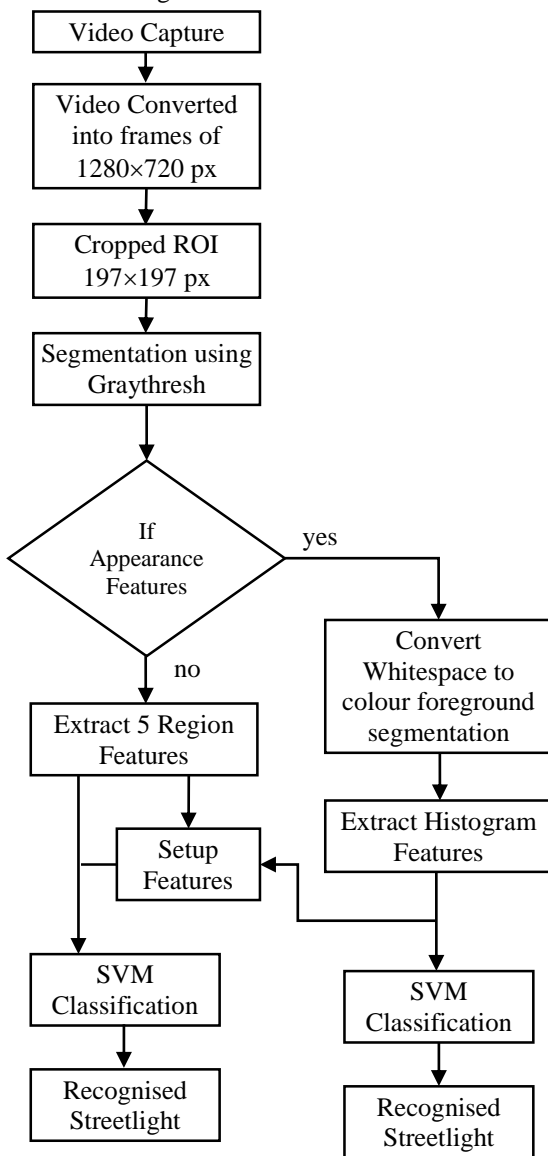 Video Capture
Video Converted
into frames of
1280×720 px
Cropped ROI
197×197 px
Segmentation using
Graythresh
If
Appearance
Features
yes
no
Convert
Whitespace to
colour foreground
segmentation
Extract 5 Region
Features
Extract Histogram
Features
Setup
Features
SVM
Classification
SVM
Classification
Recognised
Streetlight
Recognised
Streetlight